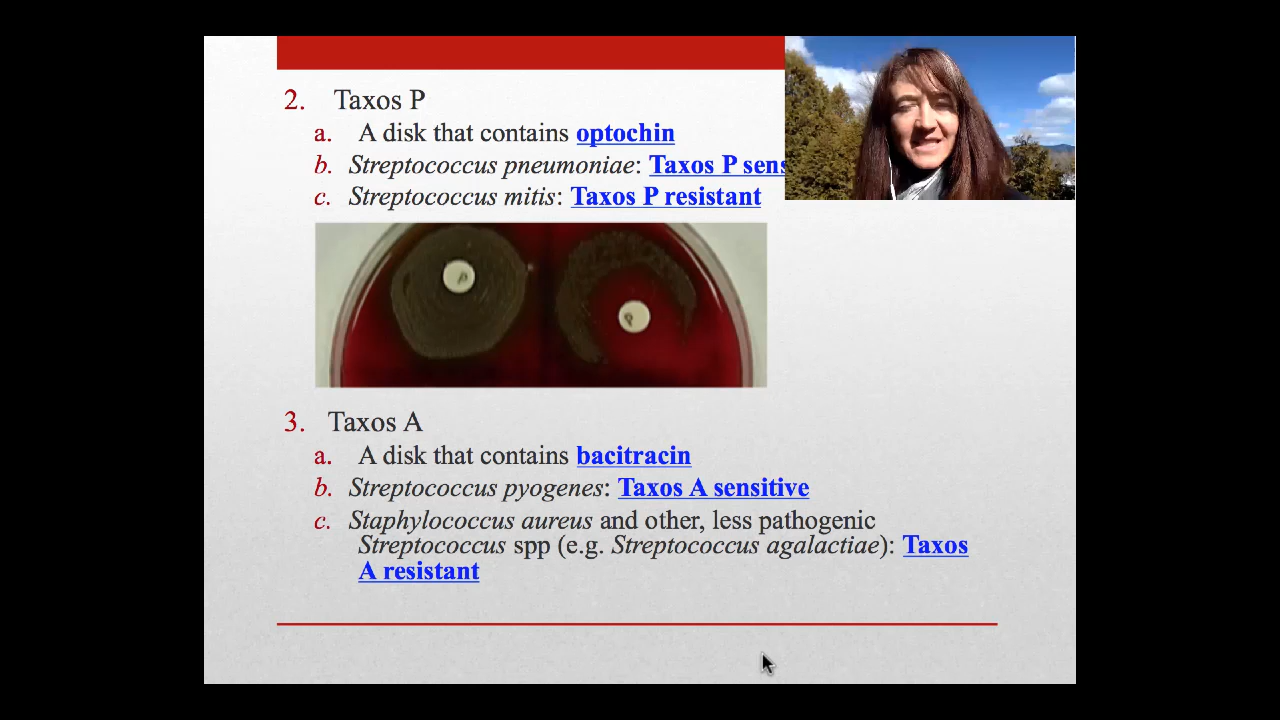 2. Taxos P
a. A disk that contains optochin
b. Streptococcus pneumoniae: Taxos P sens
c. Streptococcus mitis: Taxos P resistant
P P
3. Taxos A
a. A disk that contains bacitracin
b. Streptococcus pyogenes: Taxos A sensitive
c. Staphylococcus aureus and other, less pathogenic
Streptococcus spp (e.g. Streptococcus agalactiae): Taxos
A resistant